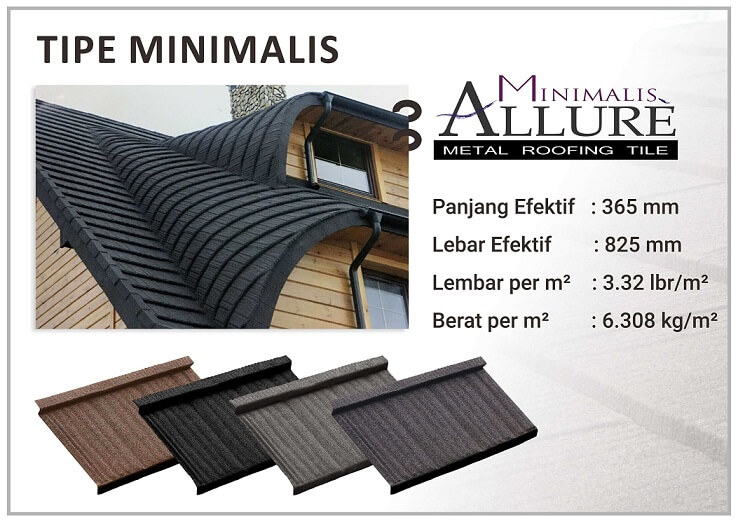 TIPE MINIMALIS
MINIMALIS
ALLURÈ
METAL ROOFING TILE
Panjang Efektif : 365 mm
Lebar Efektif : 825 mm
Lembar per m² : 3.32 lbr/m²
Berat per m² : 6.308 kg/m²